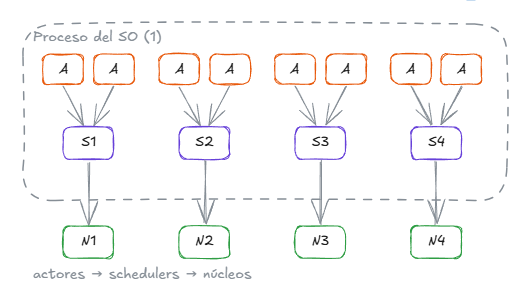 Proceso del SO (1)
A A A A A A A A
S1 S2 S3 S4
N1 N2 N3 N4
actores → schedulers → núcleos